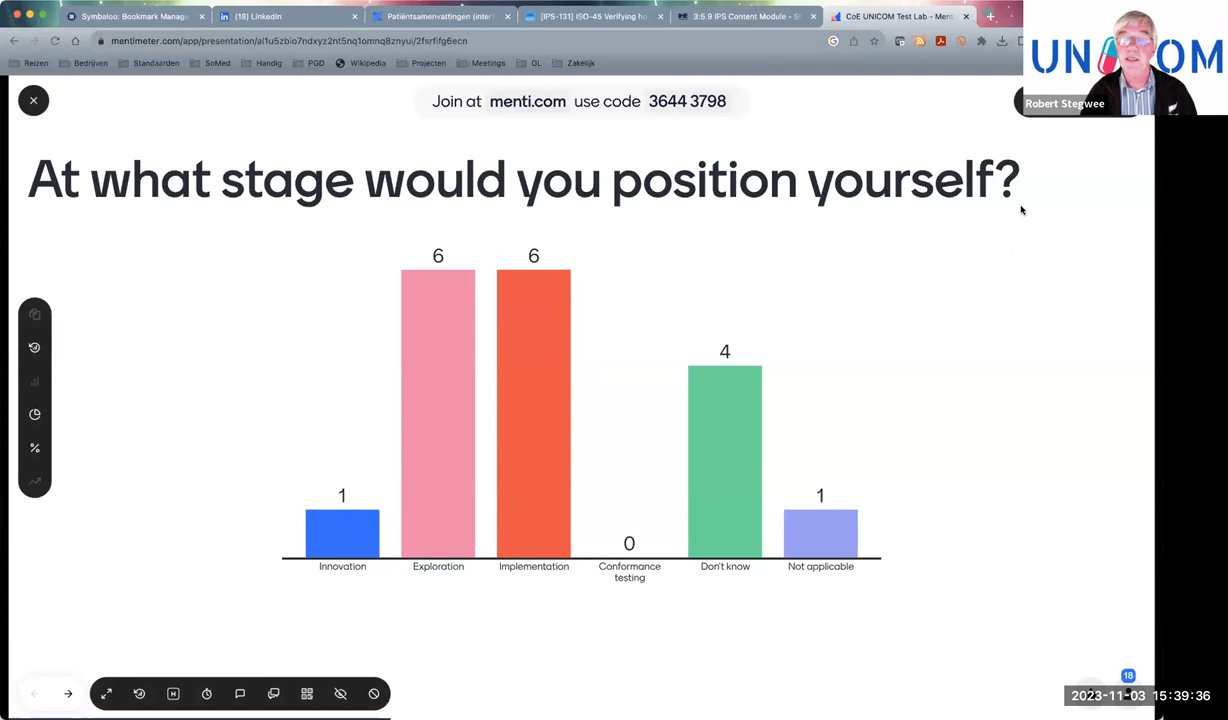 Symbaloo: Bookmark Manag
(18) LinkedIn
Patiëntsamenvattingen (inter
[IPS-131] ISO-45 Verifying ho
3:5.9 IPS Content Module - S
CoE UNICOM Test Lab – Ment
mentimeter.com/app/presentation/al1u5zbio7ndxyz2nt5nq1omnq8znyui/2fsrfifg6ecn
Reizen
Bedrijven
Standaarden
SoMed
Handig
PGD
Wikipedia
Projecten
Meetings
GL
Zakelijk
UNICOM
Robert Stegwee
Join at menti.com use code 3644 3798
At what stage would you position yourself?
1
6
6
0
4
1
Innovation
Exploration
Implementation
Conformance
testing
Don't know
Not applicable
18
2023-11-03 15:39:36